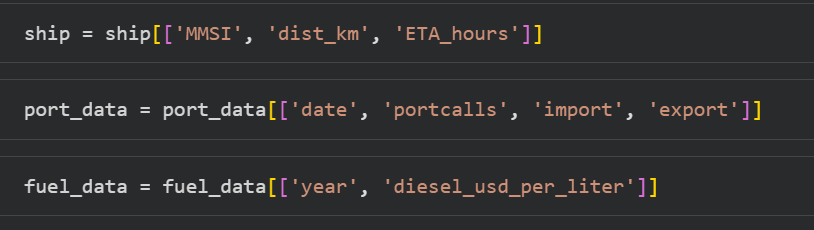 ship = ship[['MMSI', 'dist_km', 'ETA_hours']]
port_data = port_data[['date', 'portcalls', 'import', 'export']]
fuel_data = fuel_data[['year', 'diesel_usd_per_liter']]